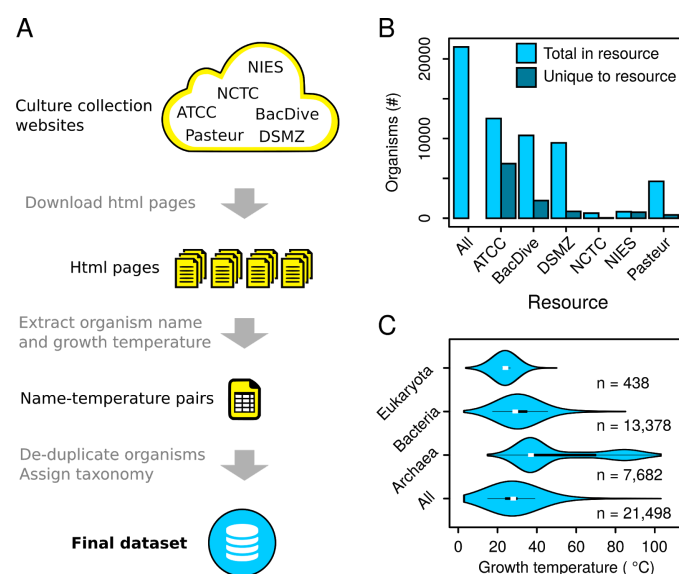 A
NIES
NCTC
ATCC
BacDive
Pasteur
DSMZ
Culture collection
websites
Download html pages
Html pages
Extract organism name
and growth temperature
Name-temperature pairs
De-duplicate organisms
Assign taxonomy
Final dataset
B
Total in resource
Unique to resource
Organisms (#)
20000
10000
0
All
ATCC
BacDive
DSMZ
NCTC
NIES
Pasteur
Resource
C
Eukaryota
n = 438
Bacteria
n = 13,378
Archaea
n = 7,682
All
n = 21,498
0 20 40 60 80 100
Growth temperature ( °C)